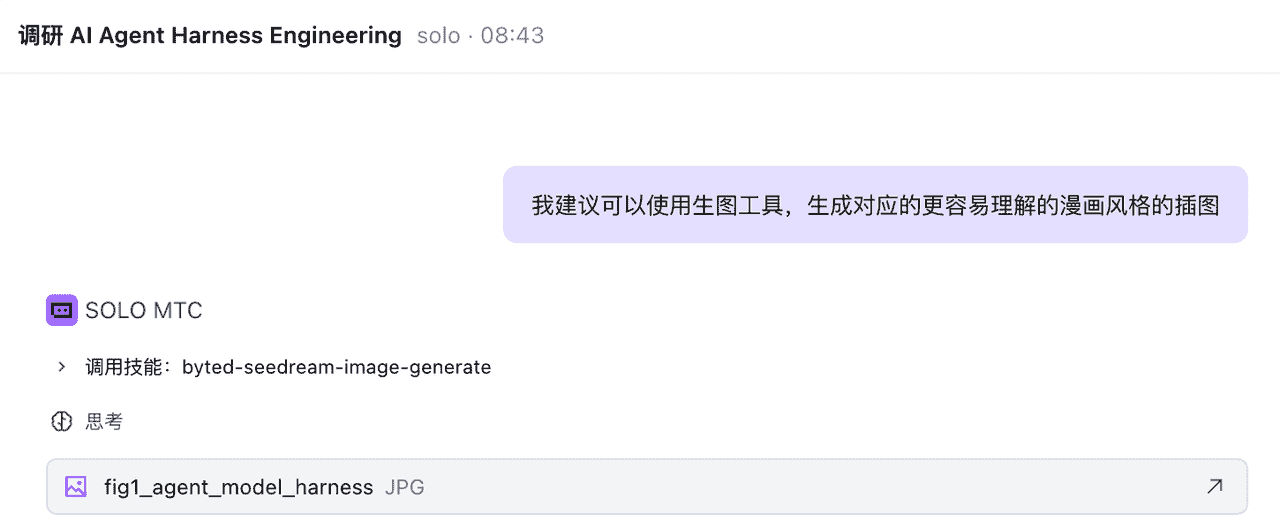 调研 AI Agent Harness Engineering solo · 08:43
我建议可以使用生图工具，生成对应的更容易理解的漫画风格的插图
SOLO MTC
调用技能：byted-seedream-image-generate
思考
fig1_agent_model_harness JPG